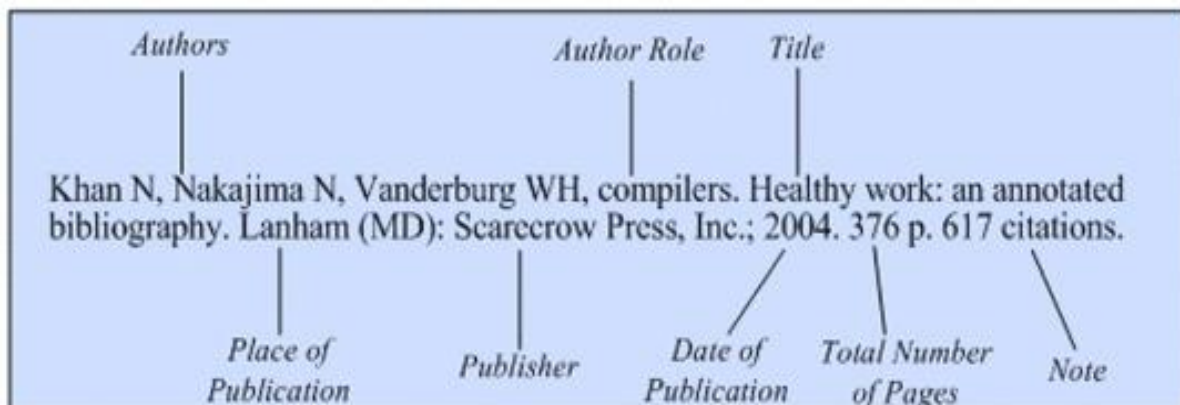 Authors
Author Role
Title
Khan N, Nakajima N, Vanderburg WH, compilers. Healthy work: an annotated
bibliography. Lanham (MD): Scarecrow Press, Inc.; 2004. 376 p. 617 citations.
Place of
Publication
Publisher
Date of
Publication
Total Number
of Pages
Note